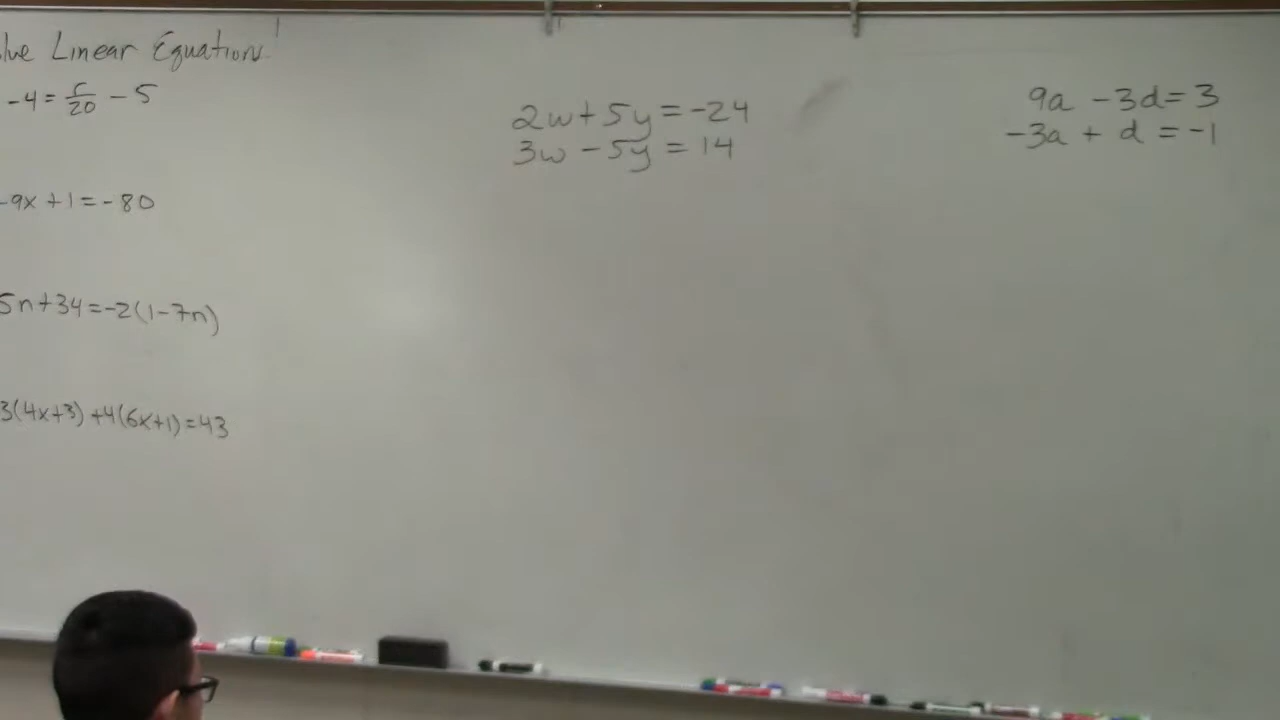 Linear Equations!
-4 = r/20 - 5
-9x + 1 = -80
5n + 34 = -2(1 - 7n)
3(4x + 3) + 4(6x + 1) = 43
2w + 5y = -24
3w - 5y = 14
9a - 3d = 3
-3a + d = -1